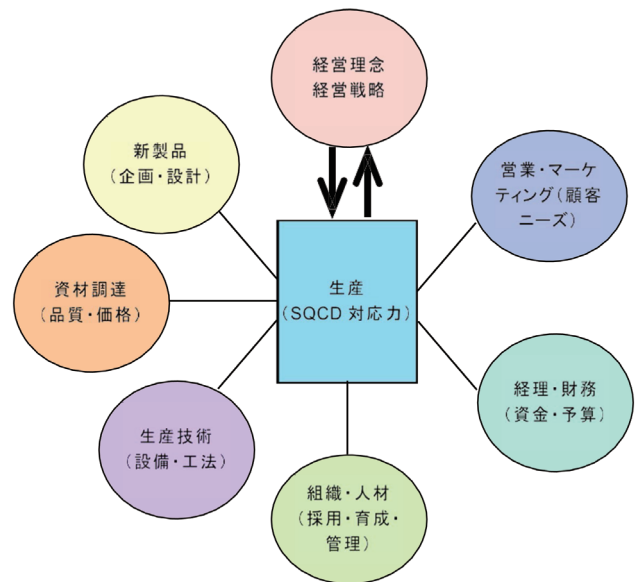 経営理念
経営戦略
新製品
（企画・設計）
営業・マーケ
ティング（顧客
ニーズ）
資材調達
（品質・価格）
生産
（SQCD 対応力）
経理・財務
（資金・予算）
生産技術
（設備・工法）
組織・人材
（採用・育成・
管理）